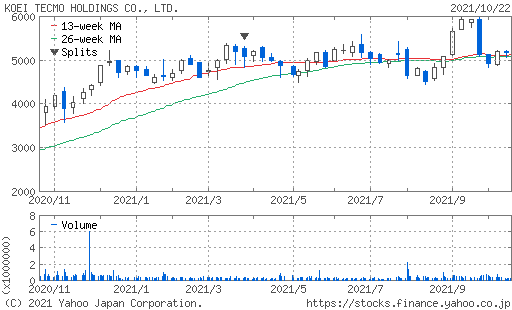 KOEI TECMO HOLDINGS CO., LTD. 2021/10/22
6000
13-week MA
26-week MA
Splits
5000
4000
3000
2000
2020/11 2021/1 2021/3 2021/5 2021/7 2021/9
8
Volume
6
4
2
0
(x1000000)
2020/11 2021/1 2021/3 2021/5 2021/7 2021/9
(C) 2021 Yahoo Japan Corporation. https://stocks.finance.yahoo.co.jp